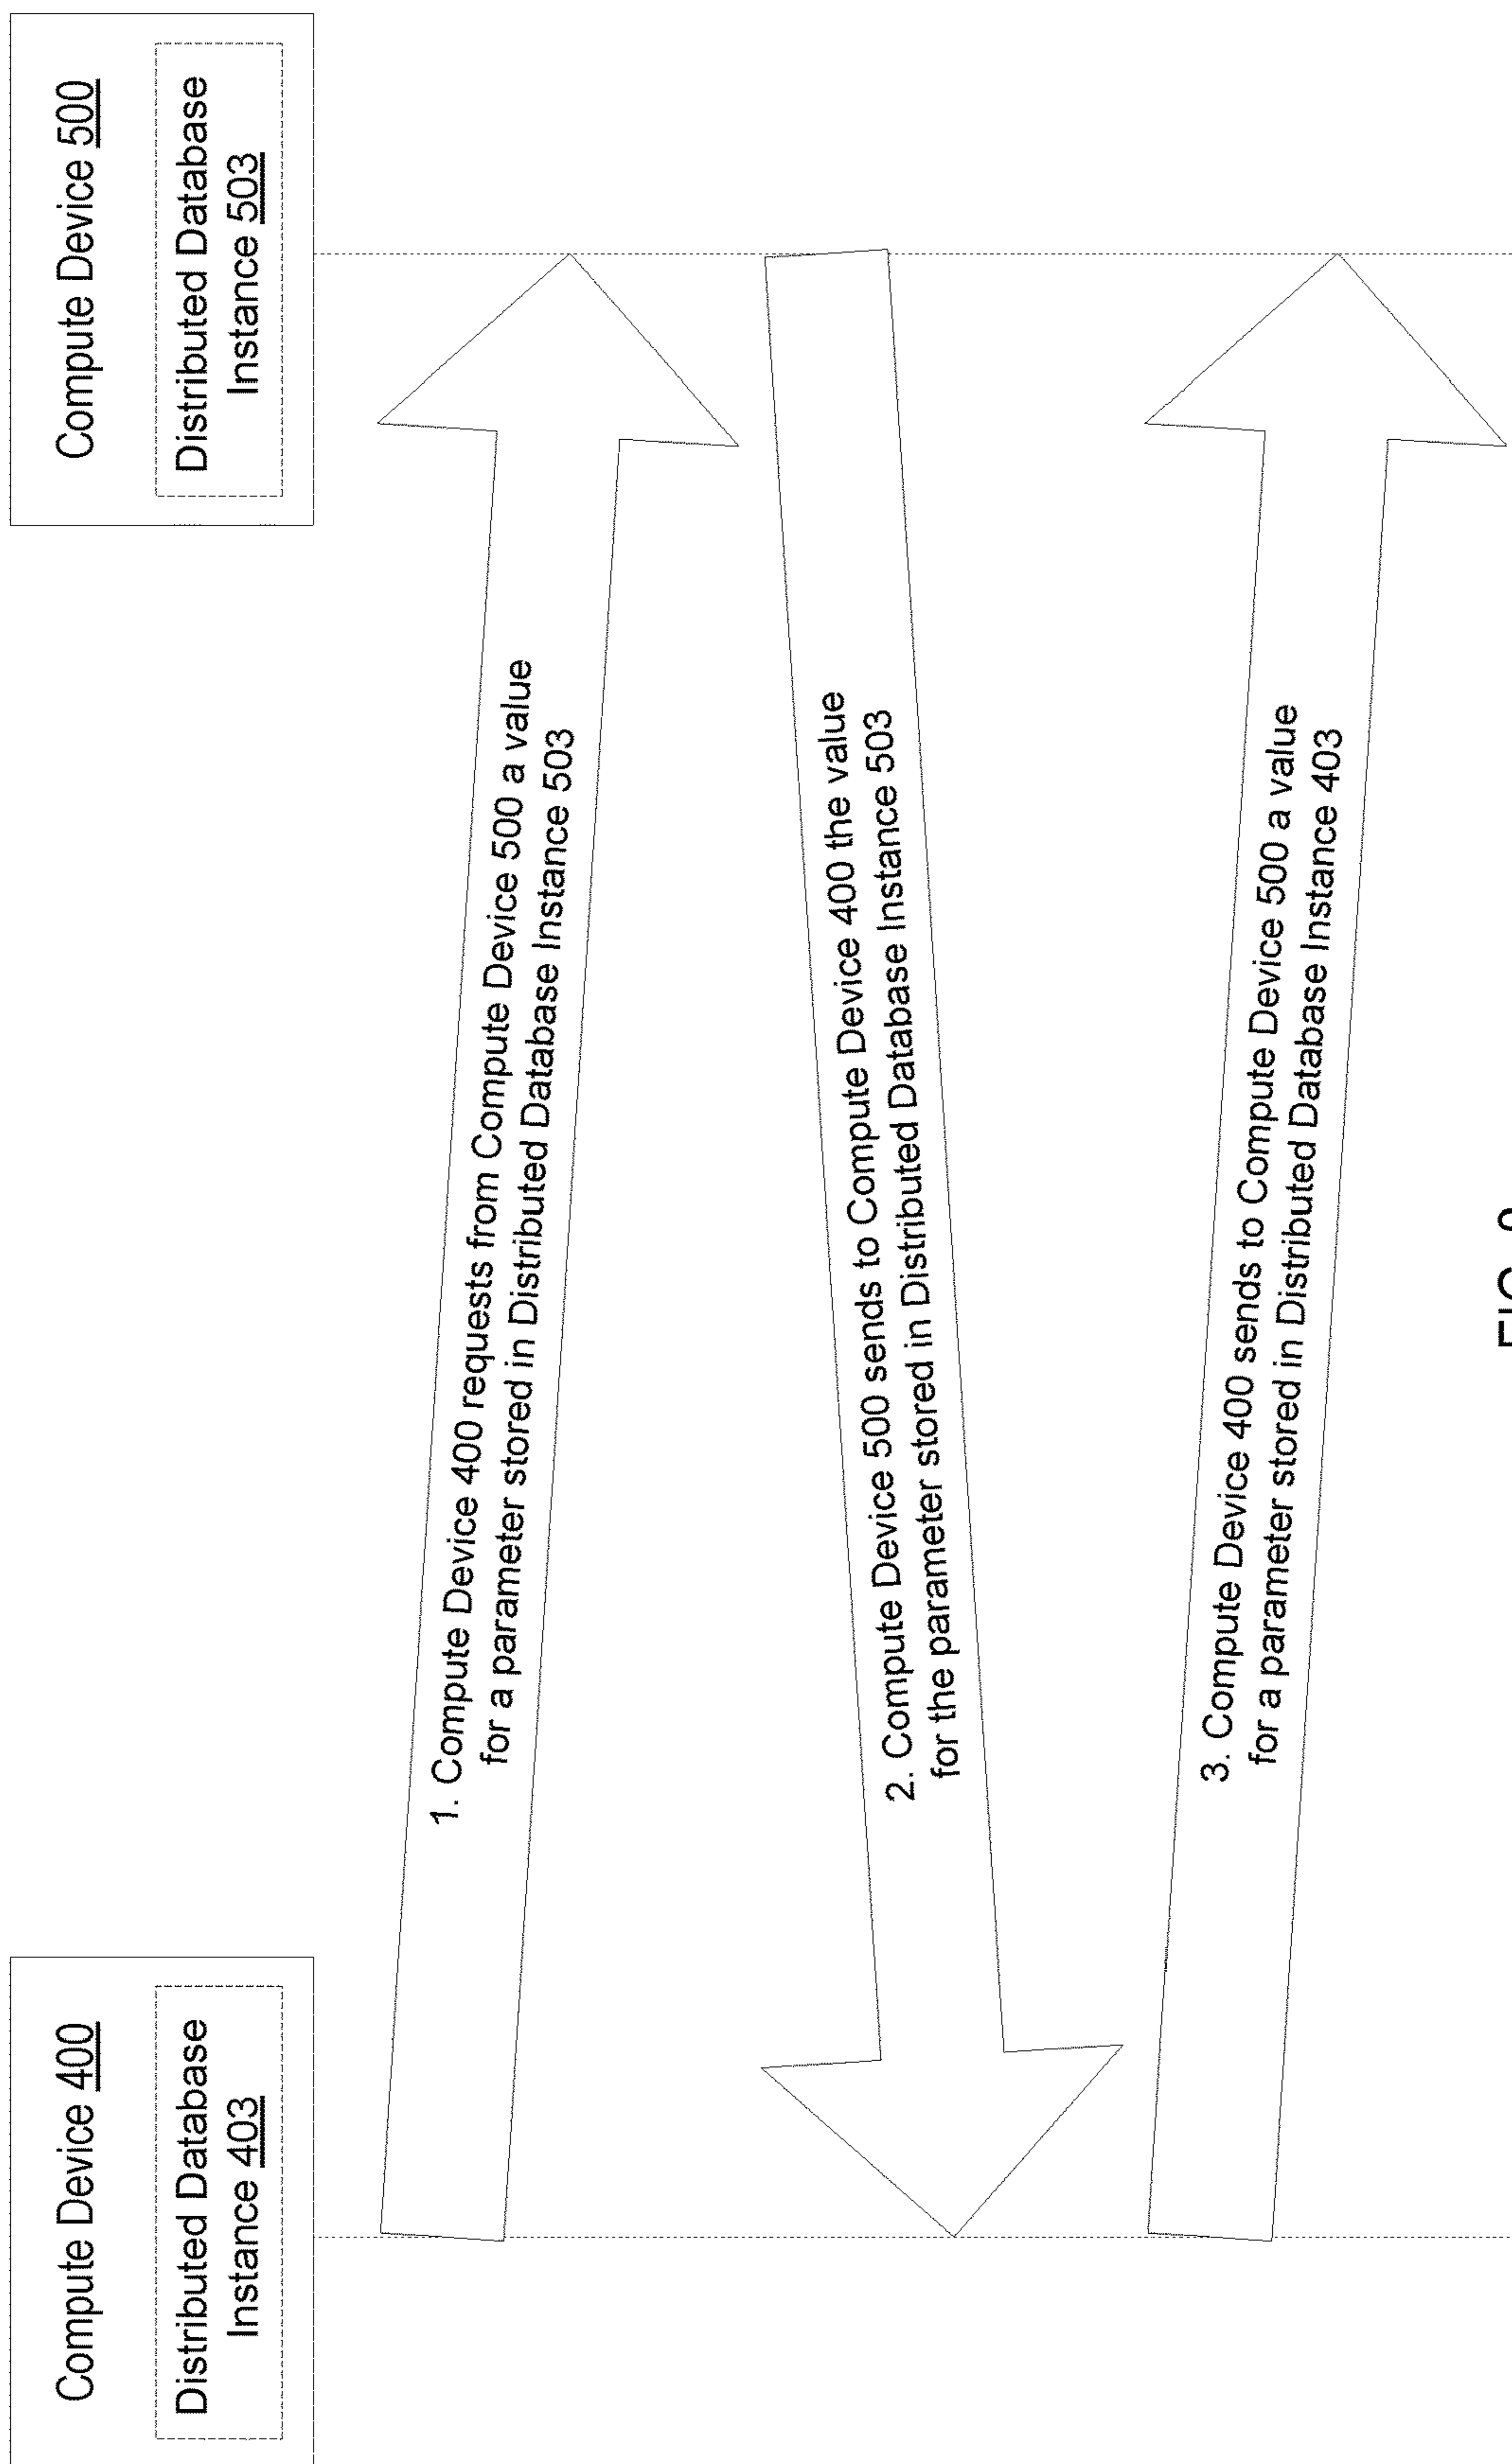 Compute Device 400
Distributed Database
Instance 403
Compute Device 500
Distributed Database
Instance 503
1. Compute Device 400 requests from Compute Device 500 a value
for a parameter stored in Distributed Database Instance 503
2. Compute Device 500 sends to Compute Device 400 the value
for the parameter stored in Distributed Database Instance 503
3. Compute Device 400 sends to Compute Device 500 a value
for a parameter stored in Distributed Database Instance 403
FIG.